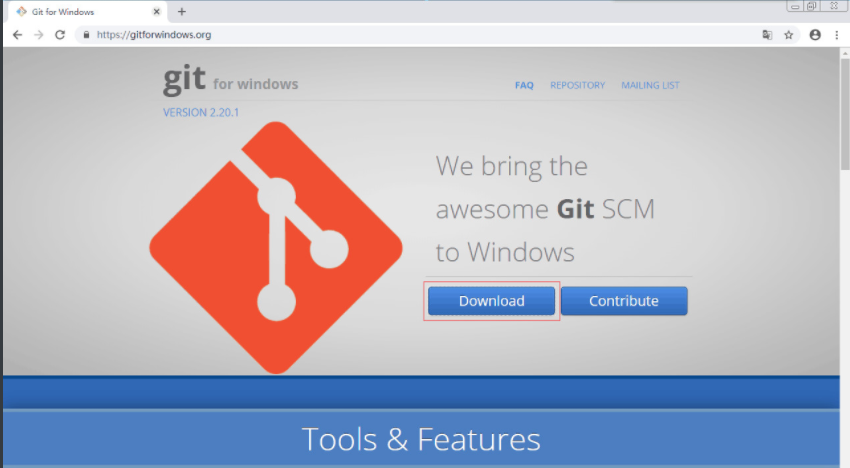 Git for Windows
https://gitforwindows.org
git for windows
FAQ REPOSITORY MAILING LIST
VERSION 2.20.1
We bring the
awesome Git SCM
to Windows
Download Contribute
Tools & Features